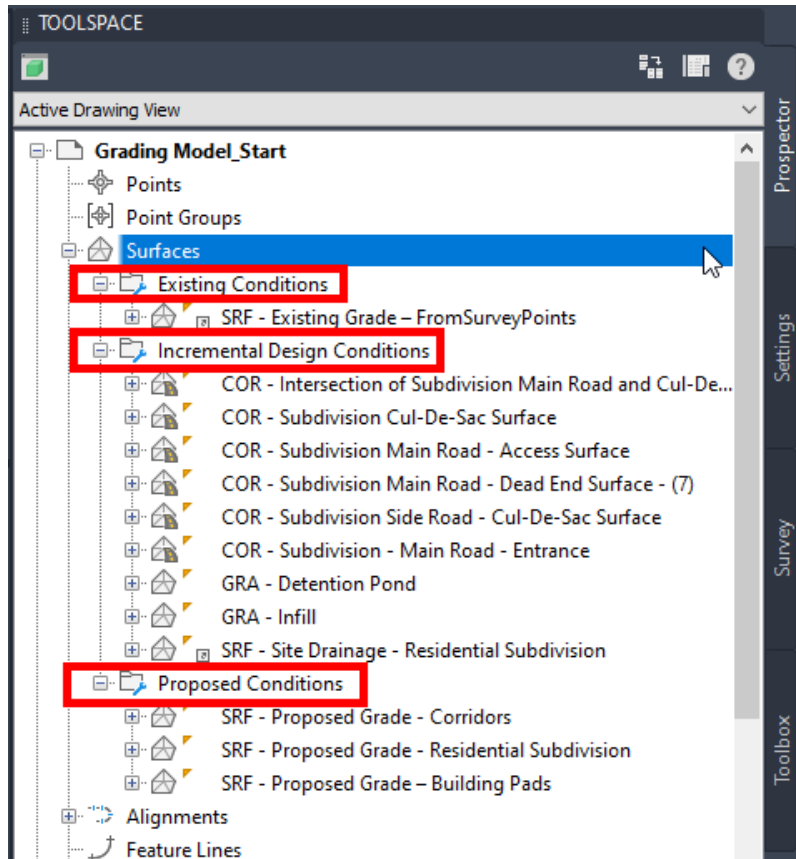 TOOLSPACE
Active Drawing View
Grading Model_Start
Points
Point Groups
Surfaces
Existing Conditions
SRF - Existing Grade – FromSurveyPoints
Incremental Design Conditions
COR - Intersection of Subdivision Main Road and Cul-De...
COR - Subdivision Cul-De-Sac Surface
COR - Subdivision Main Road - Access Surface
COR - Subdivision Main Road - Dead End Surface - (7)
COR - Subdivision Side Road - Cul-De-Sac Surface
COR - Subdivision - Main Road - Entrance
GRA - Detention Pond
GRA - Infill
SRF - Site Drainage - Residential Subdivision
Proposed Conditions
SRF - Proposed Grade - Corridors
SRF - Proposed Grade - Residential Subdivision
SRF - Proposed Grade – Building Pads
Alignments
Feature Lines
Prospector
Settings
Survey
Toolbox